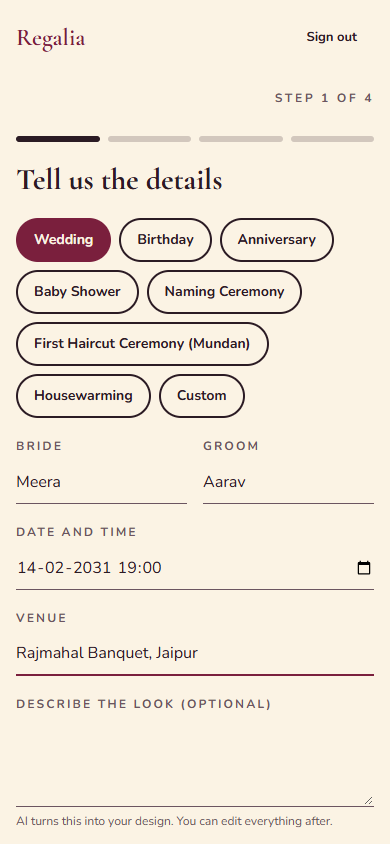 Regalia
Sign out
STEP 1 OF 4
Tell us the details
Wedding Birthday Anniversary
Baby Shower Naming Ceremony
First Haircut Ceremony (Mundan)
Housewarming Custom
BRIDE GROOM
Meera Aarav
DATE AND TIME
14-02-2031 19:00
VENUE
Rajmahal Banquet, Jaipur
DESCRIBE THE LOOK (OPTIONAL)
AI turns this into your design. You can edit everything after.